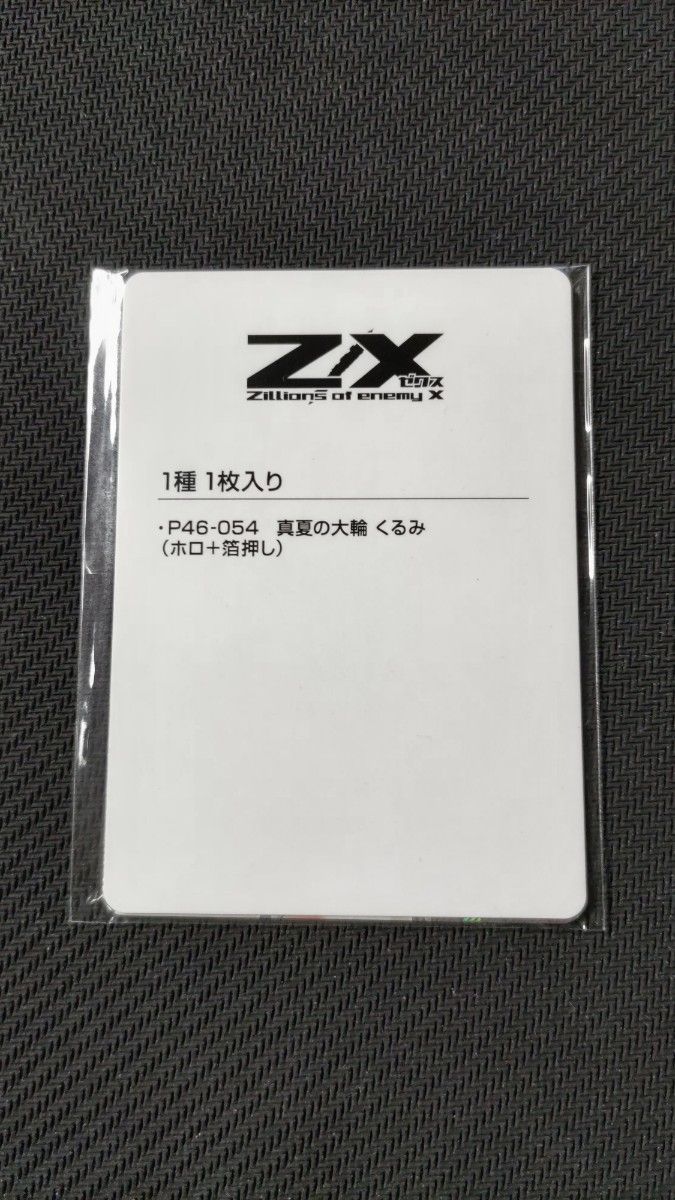 Z/X
ゼクス
Zillions of enemy X
1種 1枚入り
・P46-054 真夏の大輪 くるみ
(ホロ+箔押し)